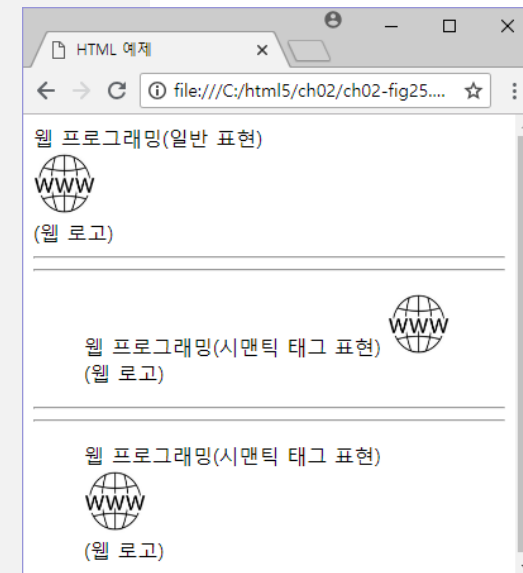 HTML 예제
file:///C:/html5/ch02/ch02-fig25....
웹 프로그래밍(일반 표현)
WWW
(웹 로고)
WWW
웹 프로그래밍(시맨틱 태그 표현)
(웹 로고)
웹 프로그래밍(시맨틱 태그 표현)
WWW
(웹 로고)